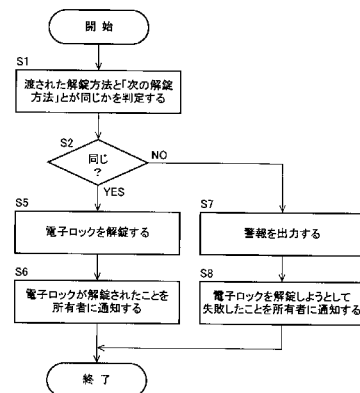 開 始
S1
渡された解錠方法と「次の解錠
方法」とが同じかを判定する
S2
同じ
?
NO
YES
S5
電子ロックを解錠する
S7
警報を出力する
S6
電子ロックが解錠されたことを
所有者に通知する
S8
電子ロックを解錠しようとして
失敗したことを所有者に通知する
終 了